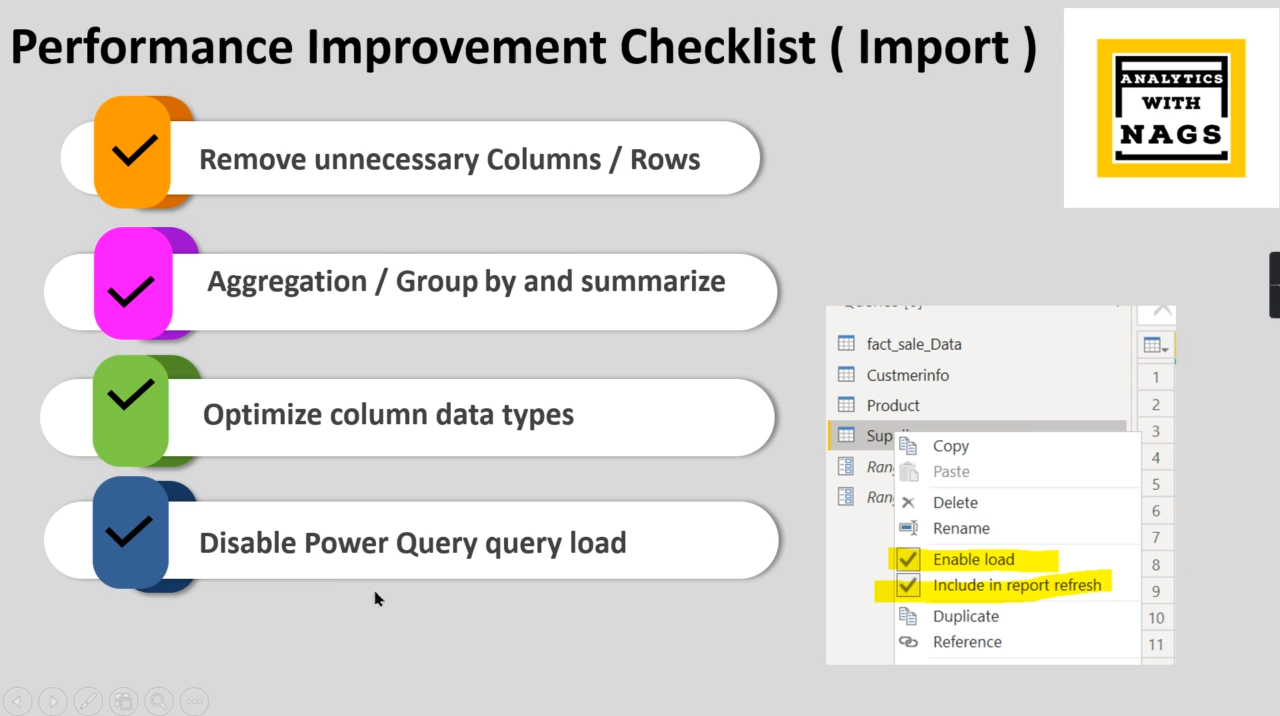 Performance Improvement Checklist ( Import )
ANALYTICS
WITH
NAGS
Remove unnecessary Columns / Rows
Aggregation / Group by and summarize
Optimize column data types
Disable Power Query query load
fact_sale_Data
Custmerinfo
Product
Copy
Paste
Delete
Rename
Enable load
Include in report refresh
Duplicate
Reference
1
2
3
4
5
6
7
8
9
10
11